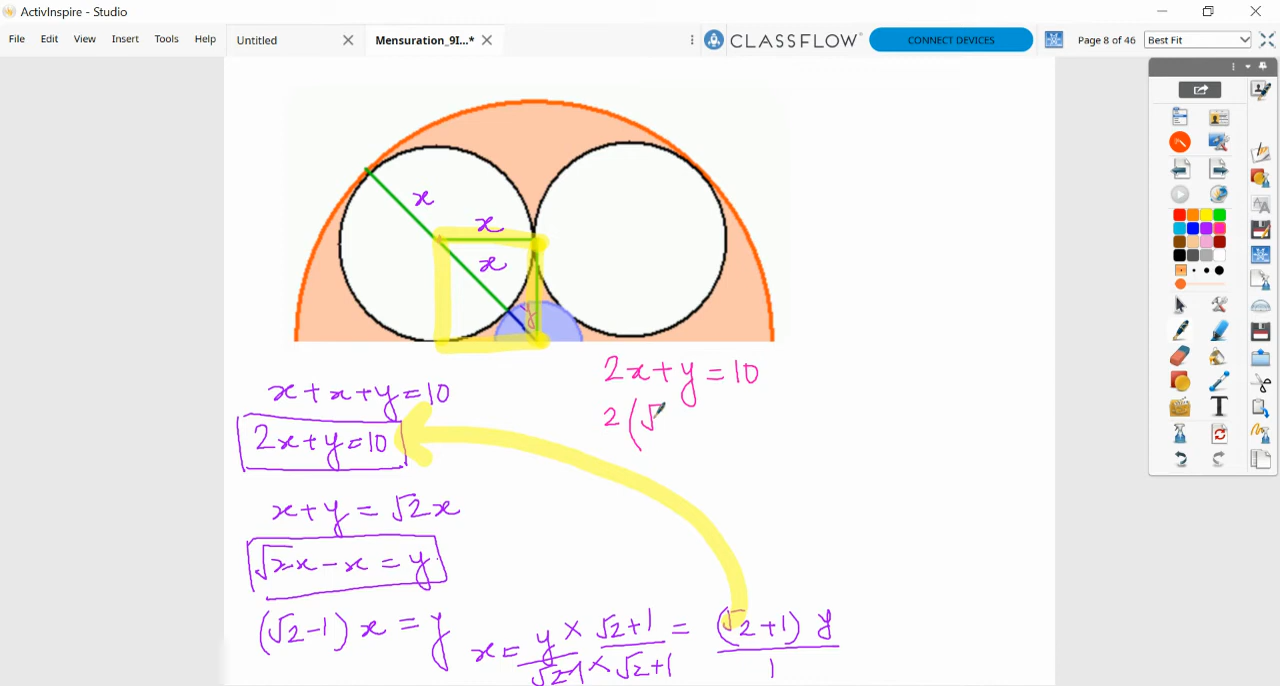 ActivInspire - Studio
File Edit View Insert Tools Help
Untitled
Mensuration_9I...*
CLASSFLOW
CONNECT DEVICES
Page 8 of 46
Best Fit
x
x
x
y
x+x+y=10
2x+y=10
2x+y=10
2(√
x+y=√2x
√2x-x=y
(√2-1)x=y
x= y/√2-1 × √2+1/√2+1 = (√2+1)y/1